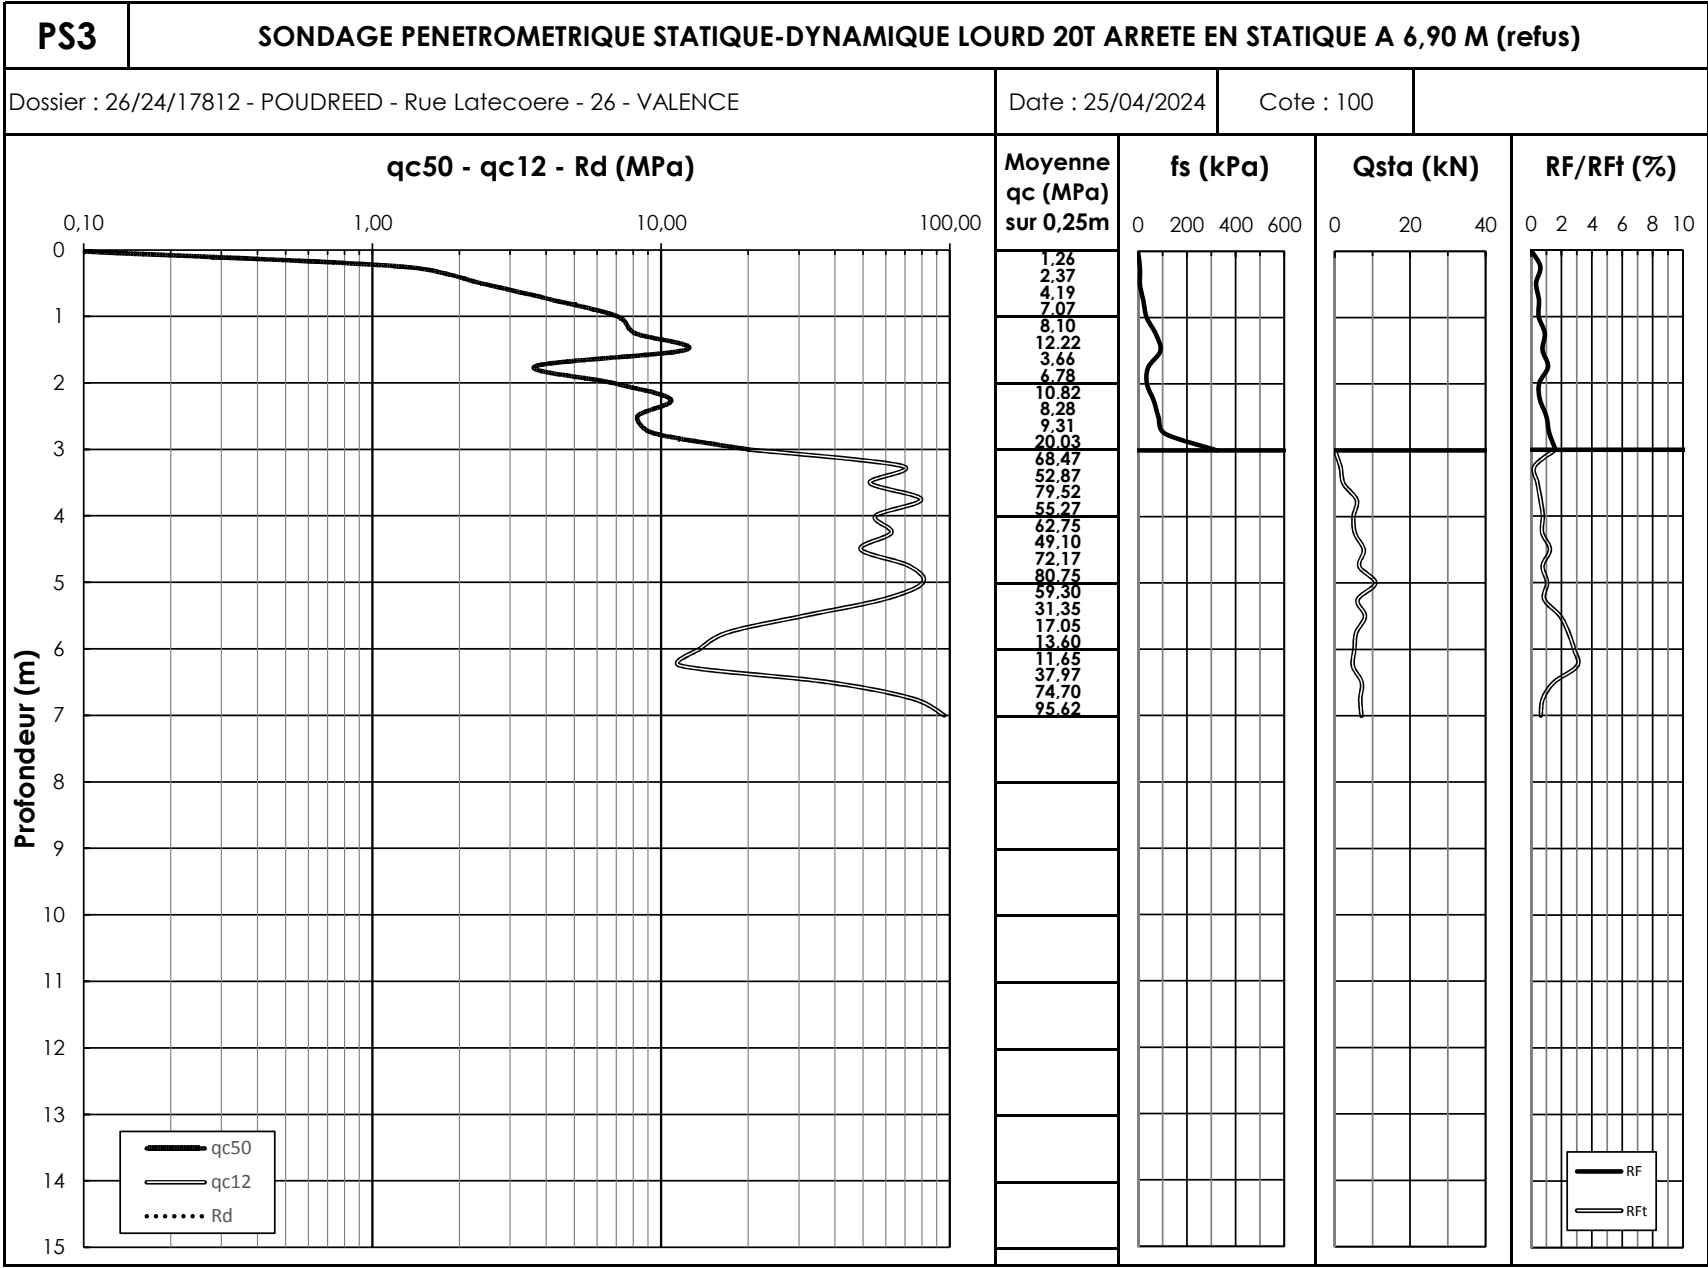 PS3
SONDAGE PENETROMETRIQUE STATIQUE-DYNAMIQUE LOURD 20T ARRETE EN STATIQUE A 6,90 M (refus)
Dossier : 26/24/17812 - POUDREED - Rue Latecoere - 26 - VALENCE
Date : 25/04/2024
Cote : 100
qc50 - qc12 - Rd (MPa)
0,10 1,00 10,00 100,00
Profondeur (m)
0
1
2
3
4
5
6
7
8
9
10
11
12
13
14
15
qc50
qc12
Rd
Moyenne
qc (MPa)
sur 0,25m
1,26
2,37
4,19
7,07
8,10
12,22
3,66
6,78
10,82
8,28
9,31
20,03
68,47
52,87
79,52
55,27
62,75
49,10
72,17
80,75
59,30
31,35
17,05
13,60
11,65
37,97
74,70
95,62
fs (kPa)
0 200 400 600
Qsta (kN)
0 20 40
RF/RFt (%)
0 2 4 6 8 10
RF
RFt